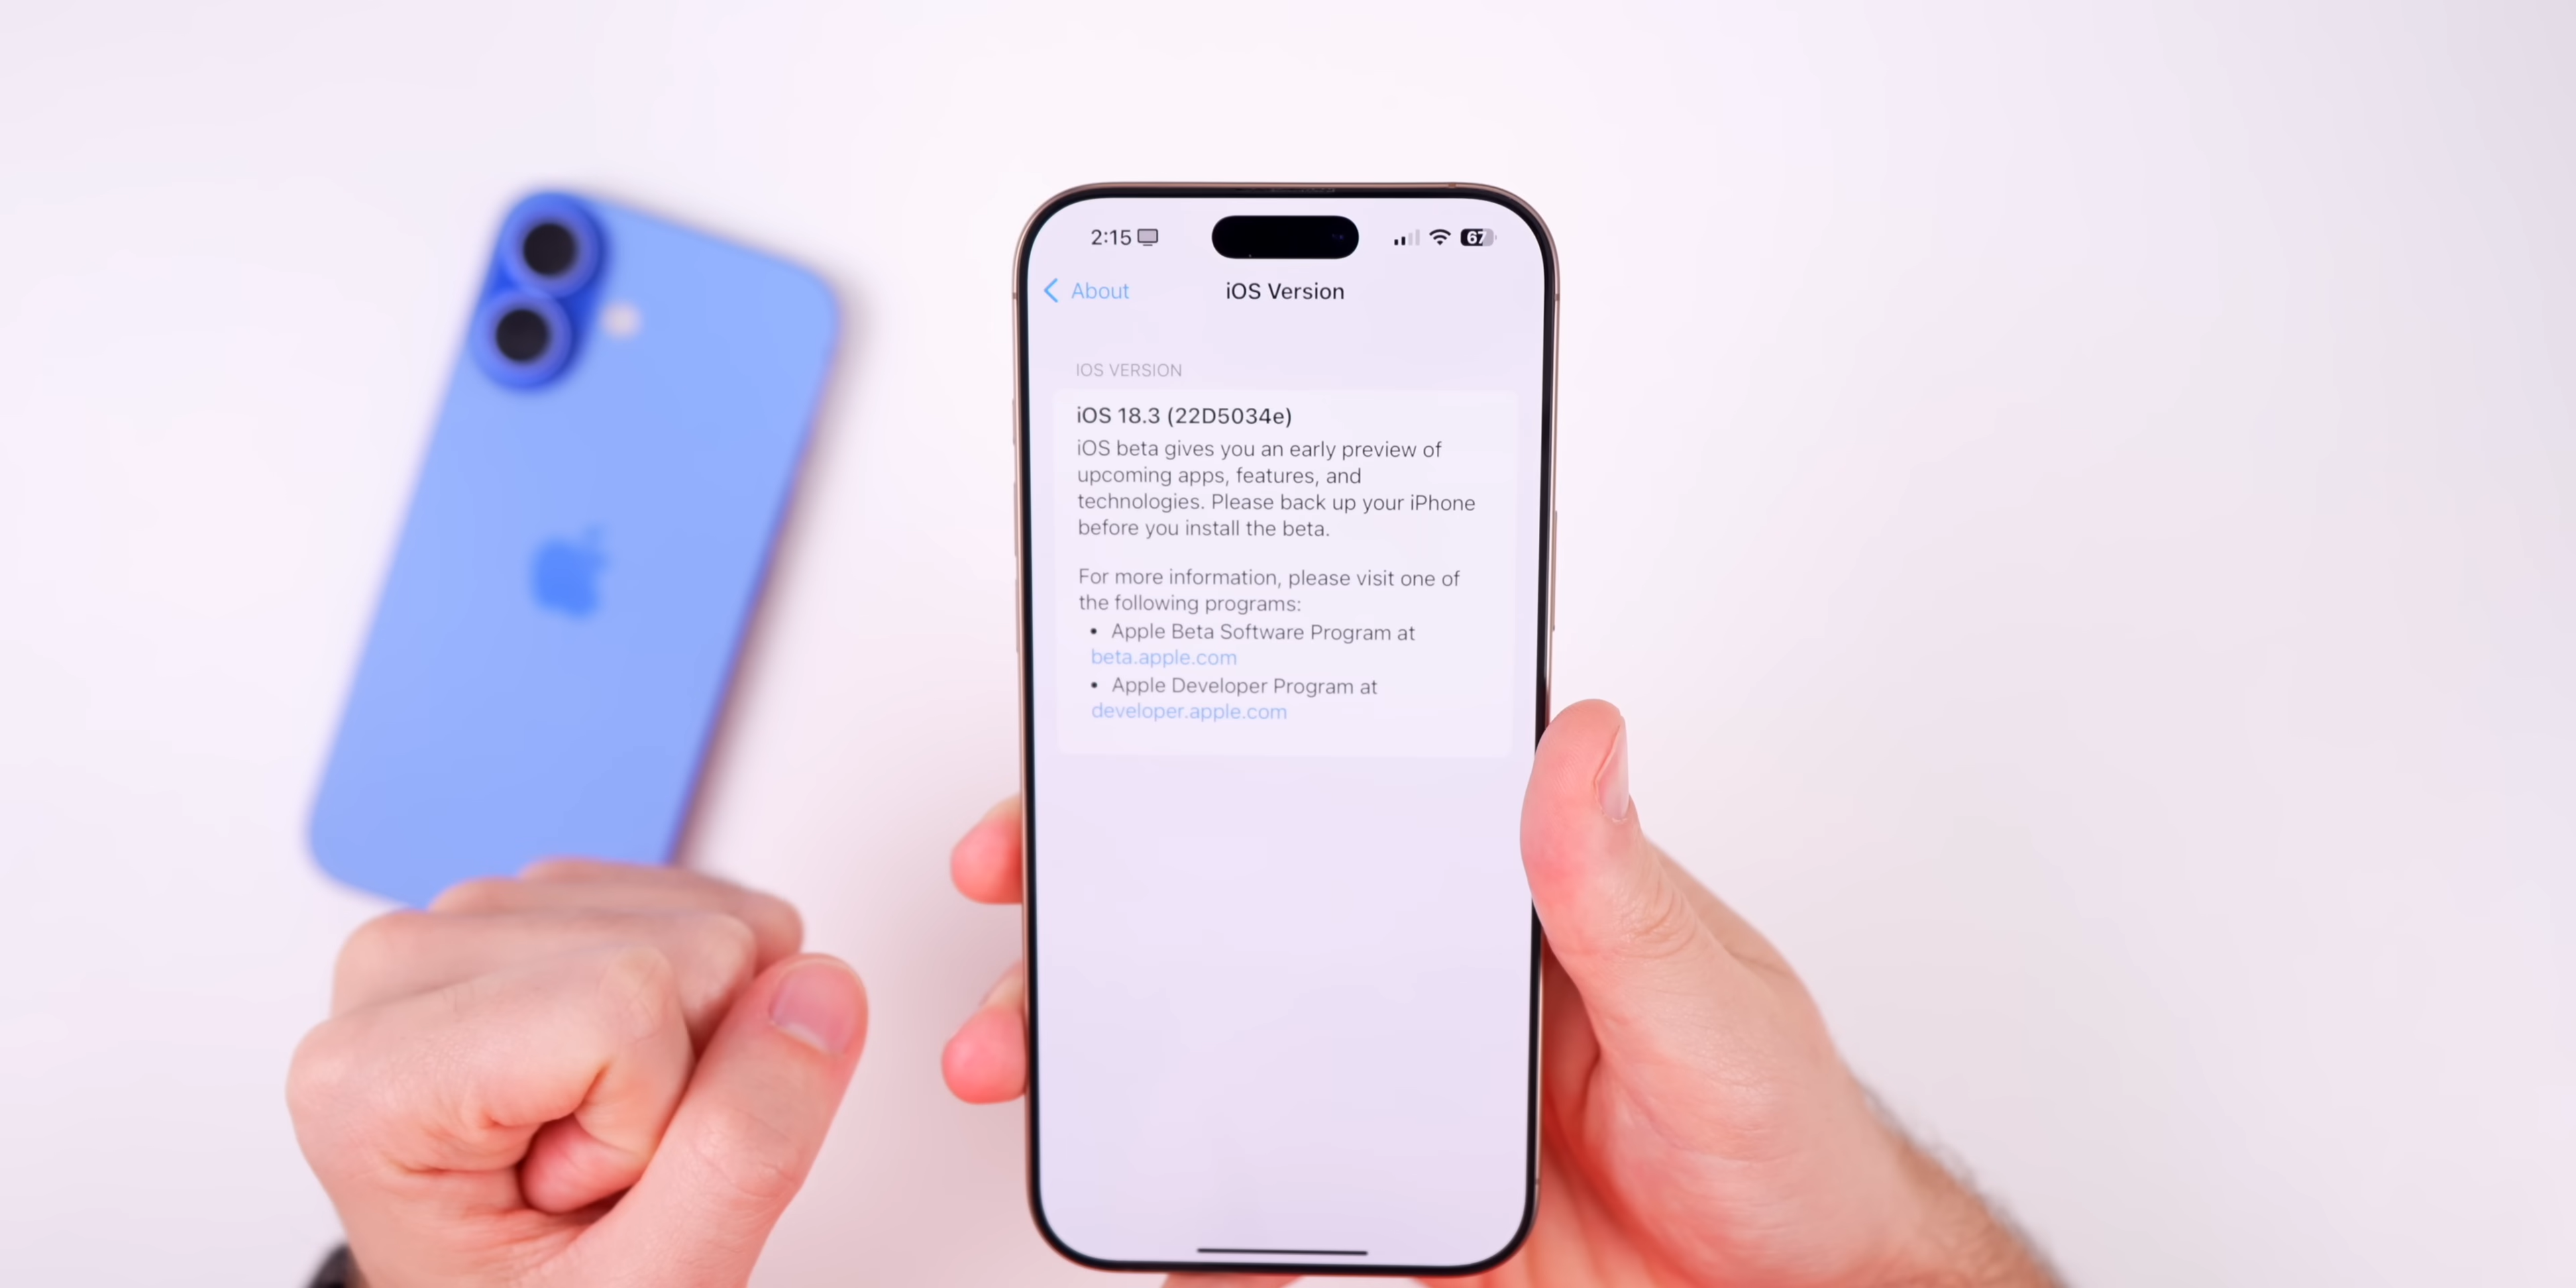 2:15
67
About
iOS Version
IOS VERSION
iOS 18.3 (22D5034e)
iOS beta gives you an early preview of
upcoming apps, features, and
technologies. Please back up your iPhone
before you install the beta.
For more information, please visit one of
the following programs:
• Apple Beta Software Program at
beta.apple.com
• Apple Developer Program at
developer.apple.com